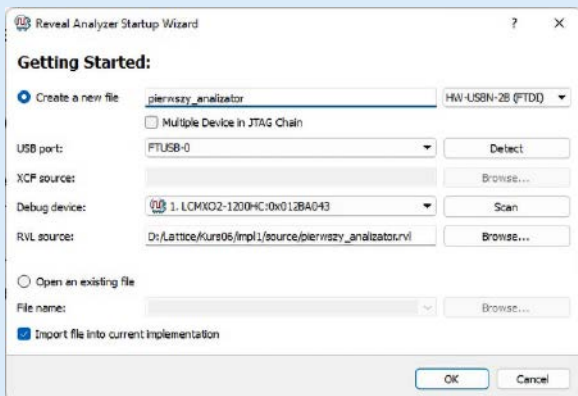 Reveal Analyzer Startup Wizard ? ×
Getting Started:
Create a new file pierwszy_analizator HW-USBN-2B (FTDI)
Multiple Device in JTAG Chain
USB port: FTUSB-0 Detect
XCF source: Browse...
Debug device: 1. LCMXO2-1200HC:0x012BA043 Scan
RVL source: D:/Lattice/Kurs06/impl1/source/pierwszy_analizator.rvl Browse...
Open an existing file
File name: Browse...
Import file into current implementation
OK Cancel